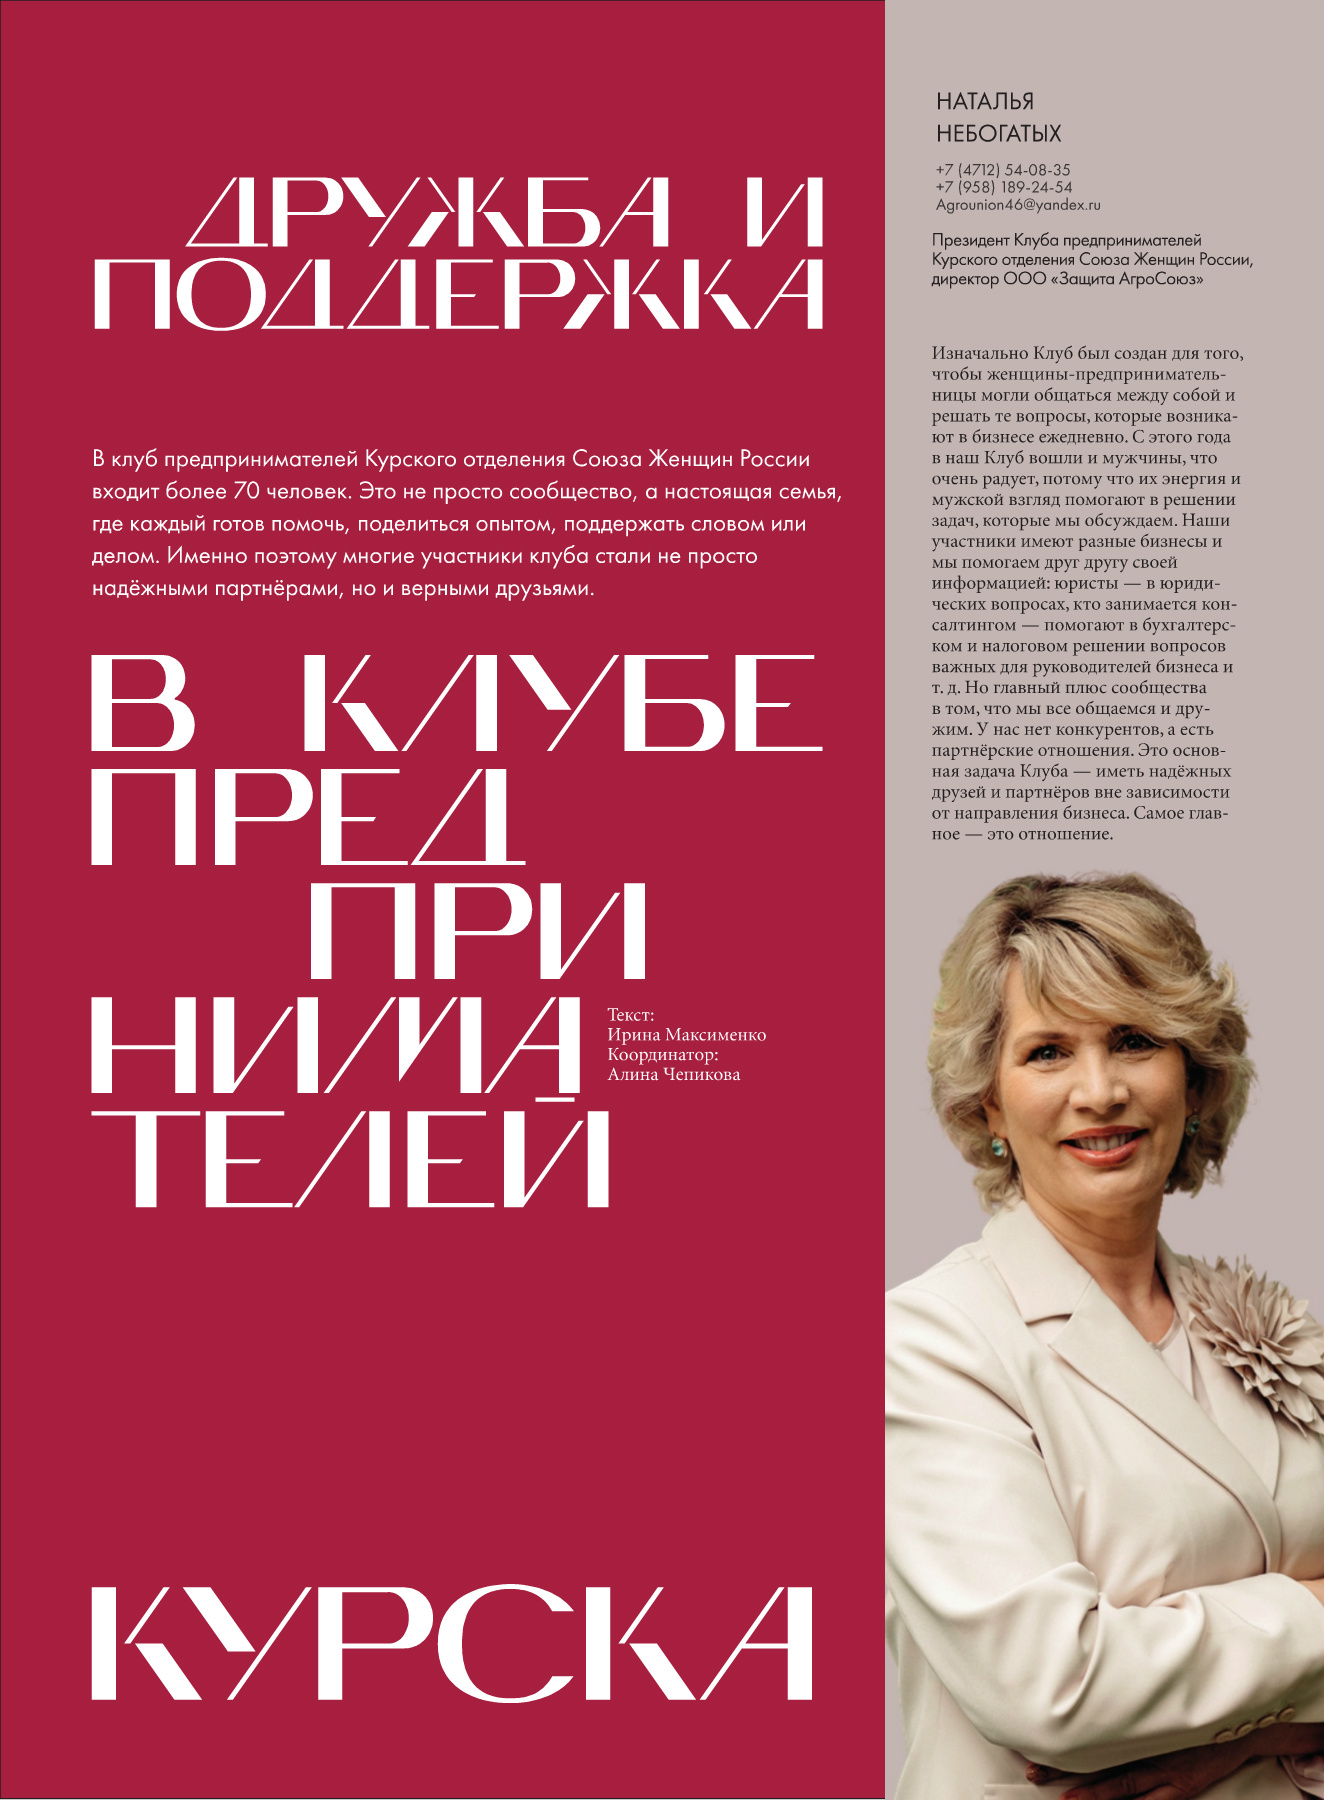 ДРУЖБА И
ПОДДЕРЖКА
В клуб предпринимателей Курского отделения Союза Женщин России
входит более 70 человек. Это не просто сообщество, а настоящая семья,
где каждый готов помочь, поделиться опытом, поддержать словом или
делом. Именно поэтому многие участники клуба стали не просто
надёжными партнёрами, но и верными друзьями.
В КЛУБЕ
ПРЕД
ПРИ
НИМА
ТЕЛЕЙ
Текст:
Ирина Максименко
Координатор:
Алина Чепикова
КУРСКА
НАТАЛЬЯ
НЕБОГАТЫХ
+7 (4712) 54-08-35
+7 (958) 189-24-54
Agrounion46@yandex.ru
Президент Клуба предпринимателей
Курского отделения Союза Женщин России,
директор ООО «Защита АгроСоюз»
Изначально Клуб был создан для того,
чтобы женщины-предприниматель-
ницы могли общаться между собой и
решать те вопросы, которые возника-
ют в бизнесе ежедневно. С этого года
в наш Клуб вошли и мужчины, что
очень радует, потому что их энергия и
мужской взгляд помогают в решении
задач, которые мы обсуждаем. Наши
участники имеют разные бизнесы и
мы помогаем друг другу своей
информацией: юристы — в юриди-
ческих вопросах, кто занимается кон-
салтингом — помогают в бухгалтерс-
ком и налоговом решении вопросов
важных для руководителей бизнеса и
т. д. Но главный плюс сообщества
в том, что мы все общаемся и дру-
жим. У нас нет конкурентов, а есть
партнёрские отношения. Это основ-
ная задача Клуба — иметь надёжных
друзей и партнёров вне зависимости
от направления бизнеса. Самое глав-
ное — это отношение.